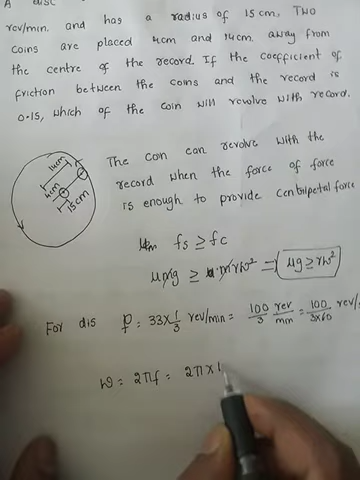 A disc
rev/min. and has a radius of 15 cm. Two
coins are placed 4cm and 14cm away from
the centre of the record. If the coefficient of
friction between the coins and the record is
0.15, which of the coin will revolve with record.
The coin can revolve with the
record when the force of force
is enough to provide centripetal force
14cm
4cm
15cm
fs ≥ fc
μmg ≥ mrω² ⇒ μg ≥ rω²
For dis f = 33×1/3 rev/min = 100/3 rev/min = 100/3×60 rev/s
ω = 2πf = 2π×1